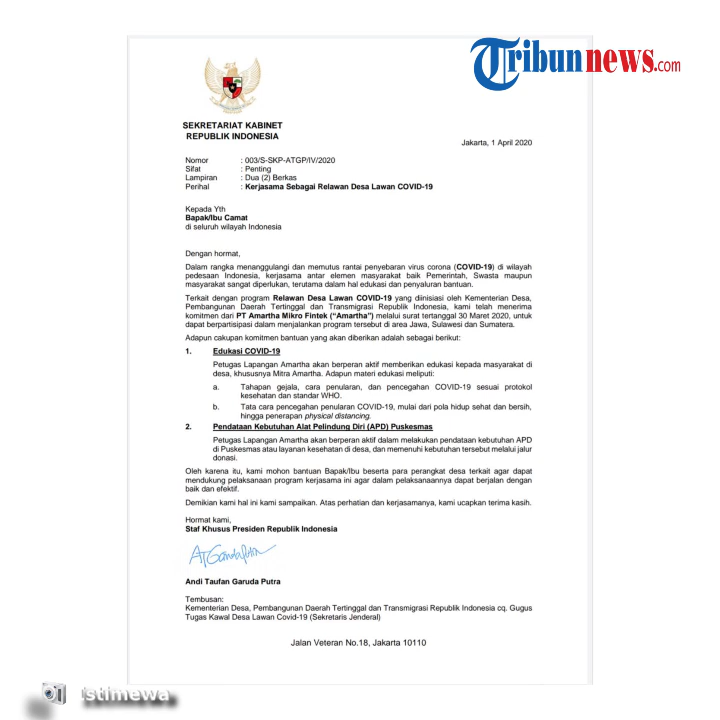 Tribunnews.com
SEKRETARIAT KABINET
REPUBLIK INDONESIA
Jakarta, 1 April 2020
Nomor : 003/S-SKP-ATGP/IV/2020
Sifat : Penting
Lampiran : Dua (2) Berkas
Perihal : Kerjasama Sebagai Relawan Desa Lawan COVID-19
Kepada Yth
Bapak/Ibu Camat
di seluruh wilayah Indonesia
Dengan hormat,
Dalam rangka menanggulangi dan memutus rantai penyebaran virus corona (COVID-19) di wilayah
pedesaan Indonesia, kerjasama antar elemen masyarakat baik Pemerintah, Swasta maupun
masyarakat sangat diperlukan, terutama dalam hal edukasi dan penyaluran bantuan.
Terkait dengan program Relawan Desa Lawan COVID-19 yang diinisiasi oleh Kementerian Desa,
Pembangunan Daerah Tertinggal dan Transmigrasi Republik Indonesia, kami telah menerima
komitmen dari PT Amartha Mikro Fintek ("Amartha") melalui surat tertanggal 30 Maret 2020, untuk
dapat berpartisipasi dalam menjalankan program tersebut di area Jawa, Sulawesi dan Sumatera.
Adapun cakupan komitmen bantuan yang akan diberikan adalah sebagai berikut:
1. Edukasi COVID-19
Petugas Lapangan Amartha akan berperan aktif memberikan edukasi kepada masyarakat di
desa, khususnya Mitra Amartha. Adapun materi edukasi meliputi:
a. Tahapan gejala, cara penularan, dan pencegahan COVID-19 sesuai protokol
kesehatan dan standar WHO.
b. Tata cara pencegahan penularan COVID-19, mulai dari pola hidup sehat dan bersih,
hingga penerapan physical distancing.
2. Pendataan Kebutuhan Alat Pelindung Diri (APD) Puskesmas
Petugas Lapangan Amartha akan berperan aktif dalam melakukan pendataan kebutuhan APD
di Puskesmas atau layanan kesehatan di desa, dan memenuhi kebutuhan tersebut melalui jalur
donasi.
Oleh karena itu, kami mohon bantuan Bapak/Ibu beserta para perangkat desa terkait agar dapat
mendukung pelaksanaan program kerjasama ini agar dalam pelaksanaannya dapat berjalan dengan
baik dan efektif.
Demikian kami hal ini kami sampaikan. Atas perhatian dan kerjasamanya, kami ucapkan terima kasih.
Hormat kami,
Staf Khusus Presiden Republik Indonesia
ATGarudaPutra
Andi Taufan Garuda Putra
Tembusan:
Kementerian Desa, Pembangunan Daerah Tertinggal dan Transmigrasi Republik Indonesia cq. Gugus
Tugas Kawal Desa Lawan Covid-19 (Sekretaris Jenderal)
Jalan Veteran No.18, Jakarta 10110
Istimewa